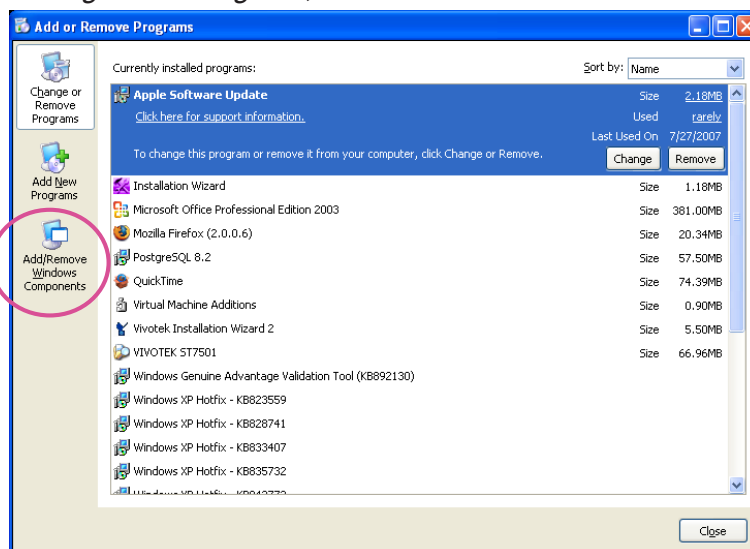 Add or Remove Programs
Change or
Remove
Programs
Add New
Programs
Add/Remove
Windows
Components
Currently installed programs:
Sort by: Name
Apple Software Update Size 2.18MB
Click here for support information. Used rarely
Last Used On 7/27/2007
To change this program or remove it from your computer, click Change or Remove. Change Remove
Installation Wizard Size 1.18MB
Microsoft Office Professional Edition 2003 Size 381.00MB
Mozilla Firefox (2.0.0.6) Size 20.34MB
PostgreSQL 8.2 Size 57.50MB
QuickTime Size 74.39MB
Virtual Machine Additions Size 0.90MB
Vivotek Installation Wizard 2 Size 5.50MB
VIVOTEK ST7501 Size 66.96MB
Windows Genuine Advantage Validation Tool (KB892130)
Windows XP Hotfix - KB823559
Windows XP Hotfix - KB828741
Windows XP Hotfix - KB833407
Windows XP Hotfix - KB835732
Close